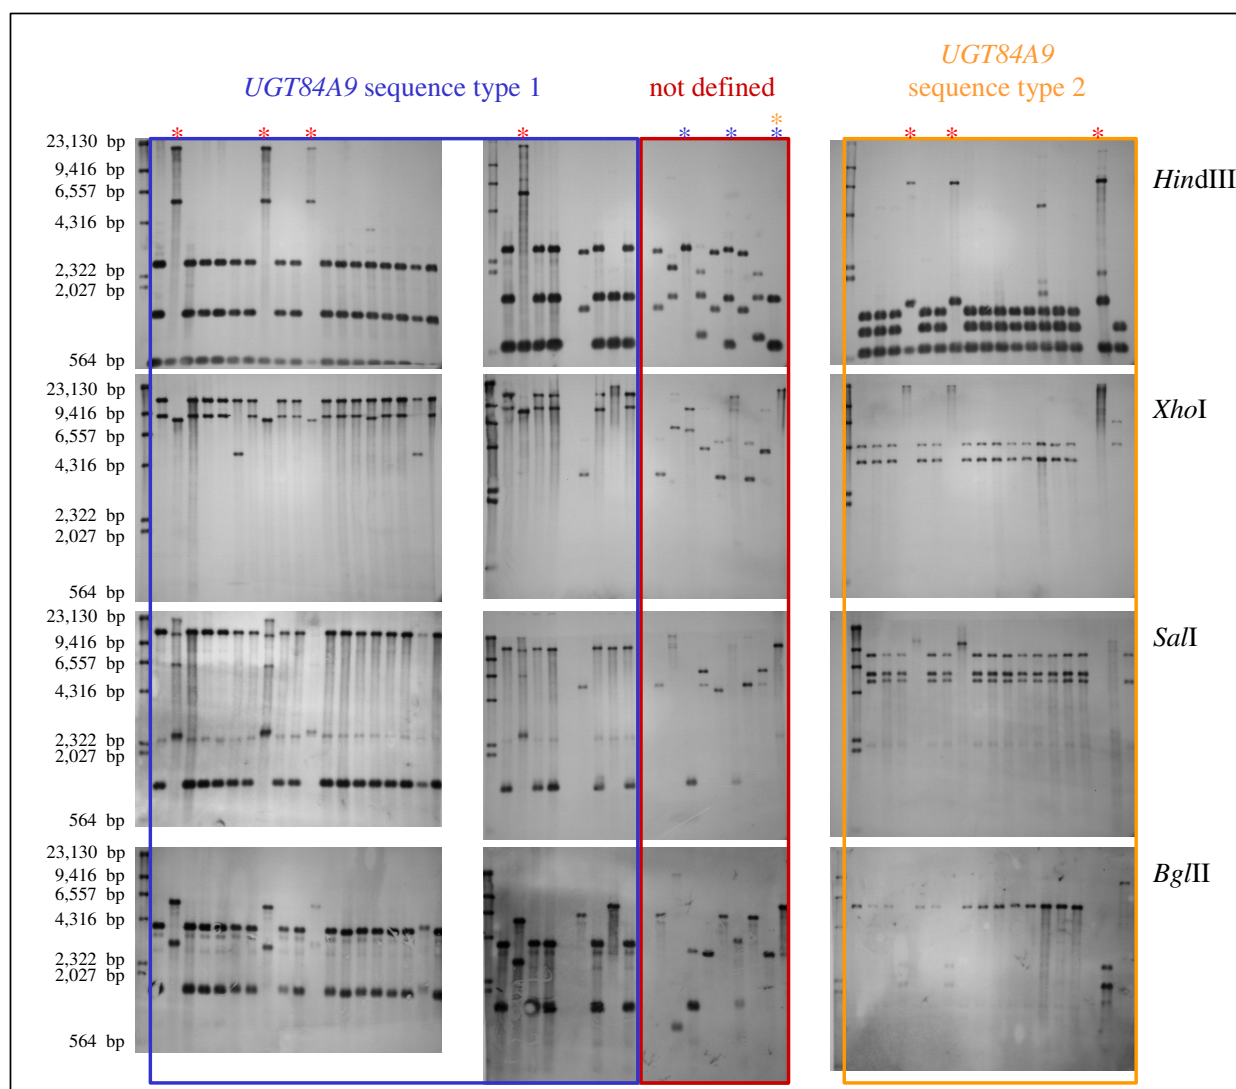 UGT84A9
UGT84A9 sequence type 1
not defined
sequence type 2
* * * * * * * * * * *
*
23,130 bp
9,416 bp
6,557 bp
4,316 bp
2,322 bp
2,027 bp
564 bp
HindIII
23,130 bp
9,416 bp
6,557 bp
4,316 bp
2,322 bp
2,027 bp
564 bp
XhoI
23,130 bp
9,416 bp
6,557 bp
4,316 bp
2,322 bp
2,027 bp
564 bp
SalI
23,130 bp
9,416 bp
6,557 bp
4,316 bp
2,322 bp
2,027 bp
564 bp
BglII